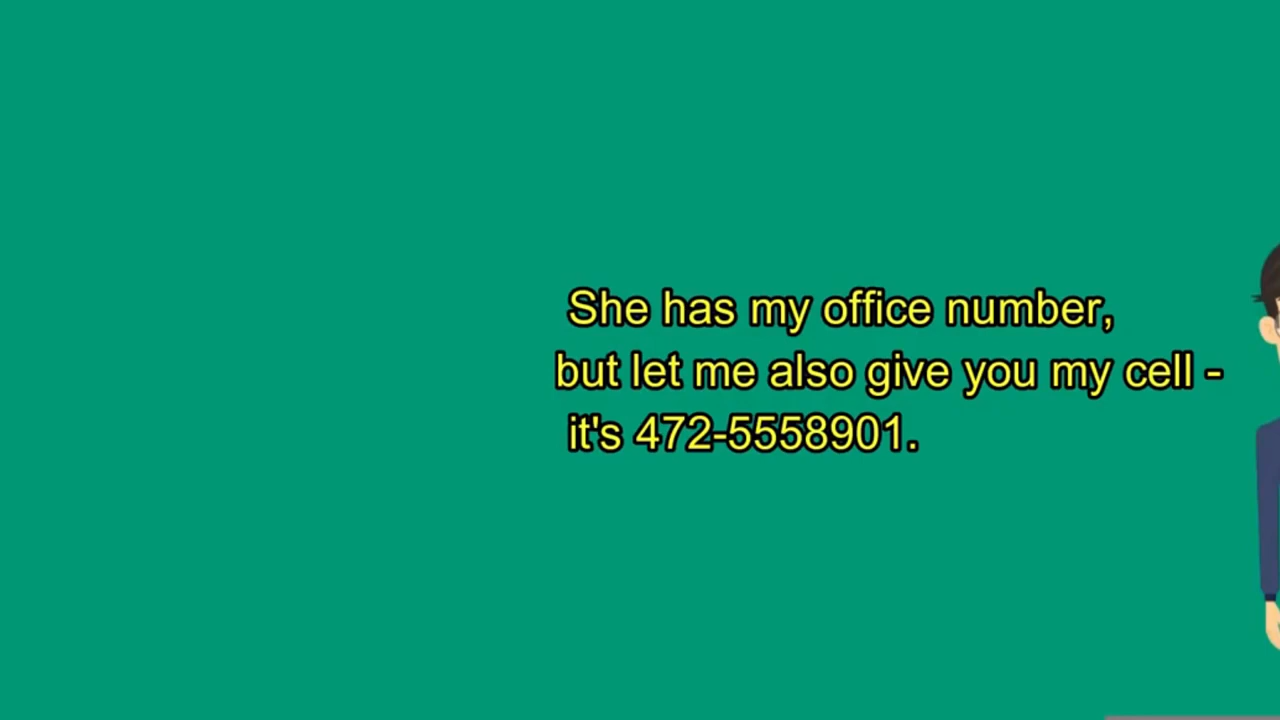 She has my office number,
but let me also give you my cell -
it's 472-5558901.